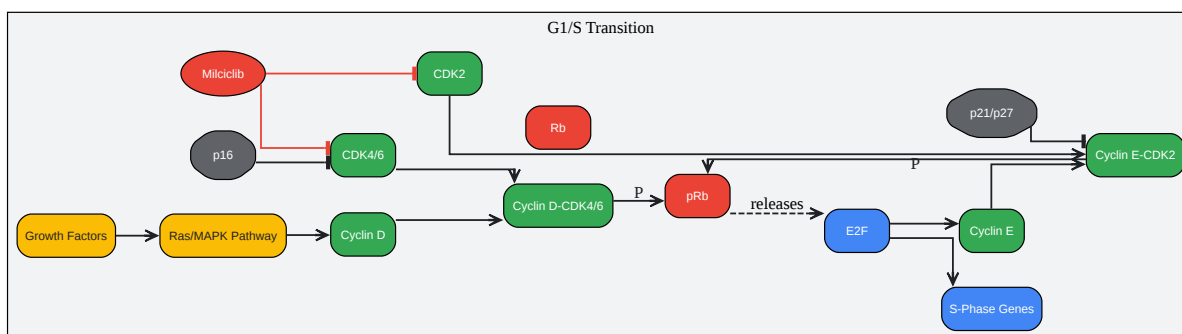 G1/S Transition
Milciclib
CDK2
p21/p27
Rb
p16
CDK4/6
Cyclin E-CDK2
P
Cyclin D-CDK4/6
P
pRb
releases
Growth Factors
Ras/MAPK Pathway
Cyclin D
E2F
Cyclin E
S-Phase Genes